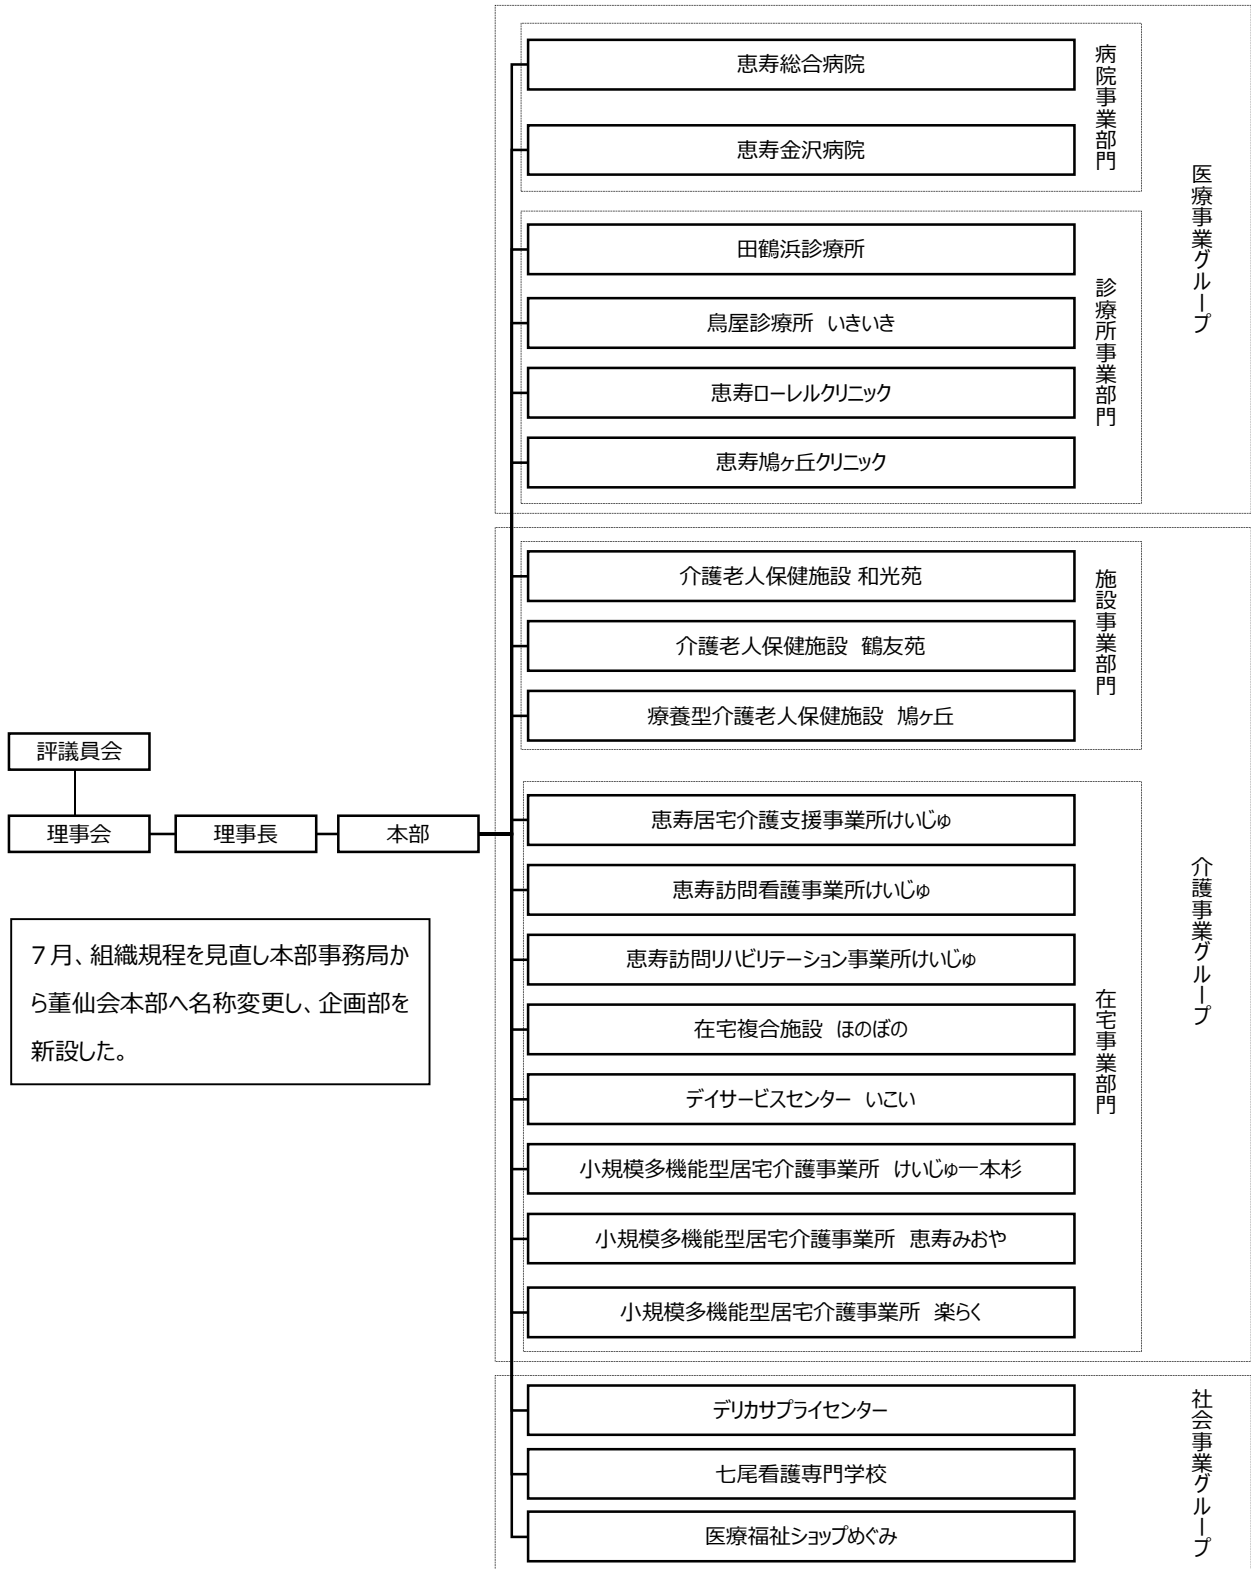 恵寿総合病院
恵寿金沢病院
病院事業部門
田鶴浜診療所
鳥屋診療所 いきいき
恵寿ローレルクリニック
恵寿鳩ヶ丘クリニック
診療所事業部門
医療事業グループ
介護老人保健施設 和光苑
介護老人保健施設 鶴友苑
療養型介護老人保健施設 鳩ヶ丘
施設事業部門
評議員会
理事会
理事長
本部
恵寿居宅介護支援事業所けいじゅ
恵寿訪問看護事業所けいじゅ
恵寿訪問リハビリテーション事業所けいじゅ
在宅複合施設 ほのぼの
デイサービスセンター いこい
小規模多機能型居宅介護事業所 けいじゅ一本杉
小規模多機能型居宅介護事業所 恵寿みおや
小規模多機能型居宅介護事業所 楽らく
在宅事業部門
介護事業グループ
7月、組織規程を見直し本部事務局か
ら董仙会本部へ名称変更し、企画部を
新設した。
デリカサプライセンター
七尾看護専門学校
医療福祉ショップめぐみ
社会事業グループ